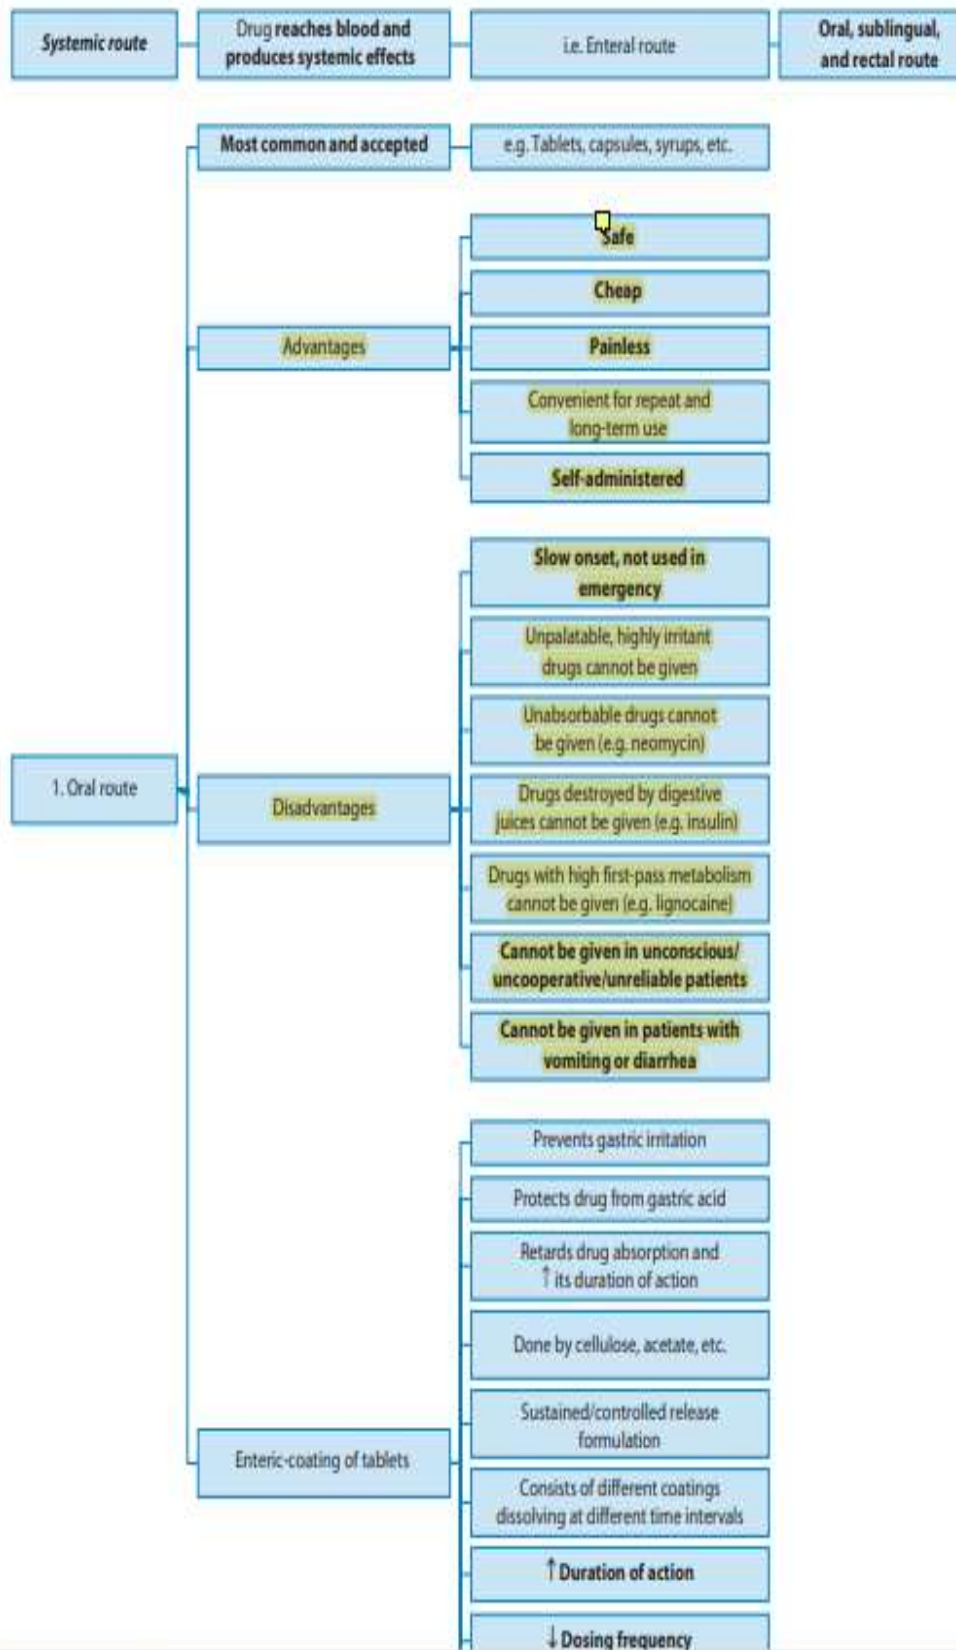 Systemic route
Drug reaches blood and
produces systemic effects
i.e. Enteral route
Oral, sublingual,
and rectal route
Most common and accepted
e.g. Tablets, capsules, syrups, etc.
Safe
Cheap
Advantages
Painless
Convenient for repeat and
long-term use
Self-administered
Slow onset, not used in
emergency
Unpalatable, highly irritant
drugs cannot be given
Unabsorbable drugs cannot
be given (e.g. neomycin)
1. Oral route
Disadvantages
Drugs destroyed by digestive
juices cannot be given (e.g. insulin)
Drugs with high first-pass metabolism
cannot be given (e.g. lignocaine)
Cannot be given in unconscious/
uncooperative/unreliable patients
Cannot be given in patients with
vomiting or diarrhea
Prevents gastric irritation
Protects drug from gastric acid
Retards drug absorption and
↑ its duration of action
Done by cellulose, acetate, etc.
Sustained/controlled release
formulation
Enteric-coating of tablets
Consists of different coatings
dissolving at different time intervals
↑ Duration of action
↓ Dosing frequency